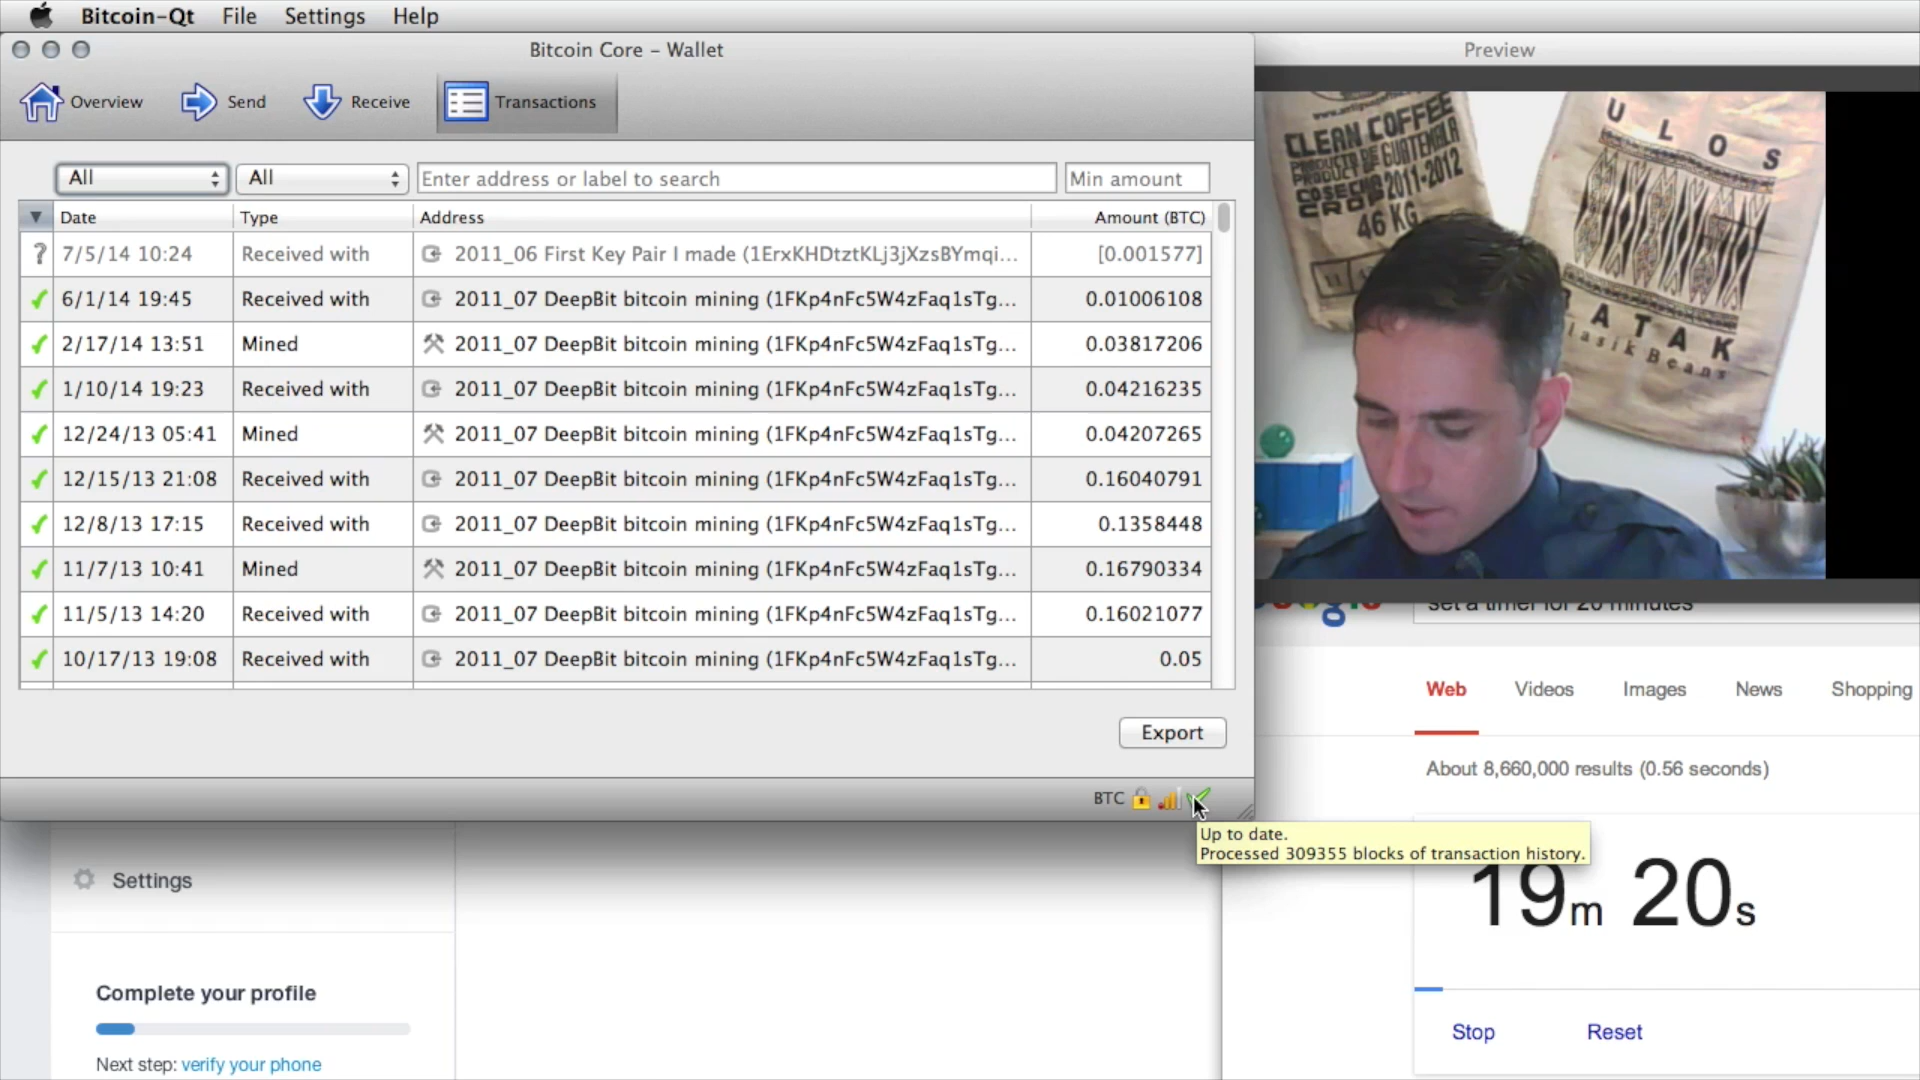 Bitcoin-Qt File Settings Help
Bitcoin Core – Wallet
Overview Send Receive Transactions
All All Enter address or label to search Min amount
Date Type Address Amount (BTC)
? 7/5/14 10:24 Received with 2011_06 First Key Pair I made (1ErxKHDtztKLj3jXzsBYmqi... [0.001577]
6/1/14 19:45 Received with 2011_07 DeepBit bitcoin mining (1FKp4nFc5W4zFaq1sTg... 0.01006108
2/17/14 13:51 Mined 2011_07 DeepBit bitcoin mining (1FKp4nFc5W4zFaq1sTg... 0.03817206
1/10/14 19:23 Received with 2011_07 DeepBit bitcoin mining (1FKp4nFc5W4zFaq1sTg... 0.04216235
12/24/13 05:41 Mined 2011_07 DeepBit bitcoin mining (1FKp4nFc5W4zFaq1sTg... 0.04207265
12/15/13 21:08 Received with 2011_07 DeepBit bitcoin mining (1FKp4nFc5W4zFaq1sTg... 0.16040791
12/8/13 17:15 Received with 2011_07 DeepBit bitcoin mining (1FKp4nFc5W4zFaq1sTg... 0.1358448
11/7/13 10:41 Mined 2011_07 DeepBit bitcoin mining (1FKp4nFc5W4zFaq1sTg... 0.16790334
11/5/13 14:20 Received with 2011_07 DeepBit bitcoin mining (1FKp4nFc5W4zFaq1sTg... 0.16021077
10/17/13 19:08 Received with 2011_07 DeepBit bitcoin mining (1FKp4nFc5W4zFaq1sTg... 0.05
Export
BTC
Up to date.
Processed 309355 blocks of transaction history.
Settings
Complete your profile
Next step: verify your phone
Preview
CLEAN COFFEE
PRODUCTO DE GUATEMALA
COSECHA 2011-2012
CROP
46 KG
ULOS
BATAK
Klasik Beans
set a timer for 20 minutes
Web Videos Images News Shopping
About 8,660,000 results (0.56 seconds)
19m 20s
Stop Reset